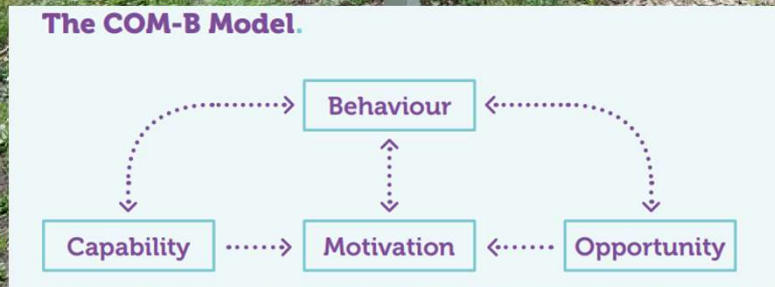 The COM-B Model.
Behaviour
Capability
Motivation
Opportunity